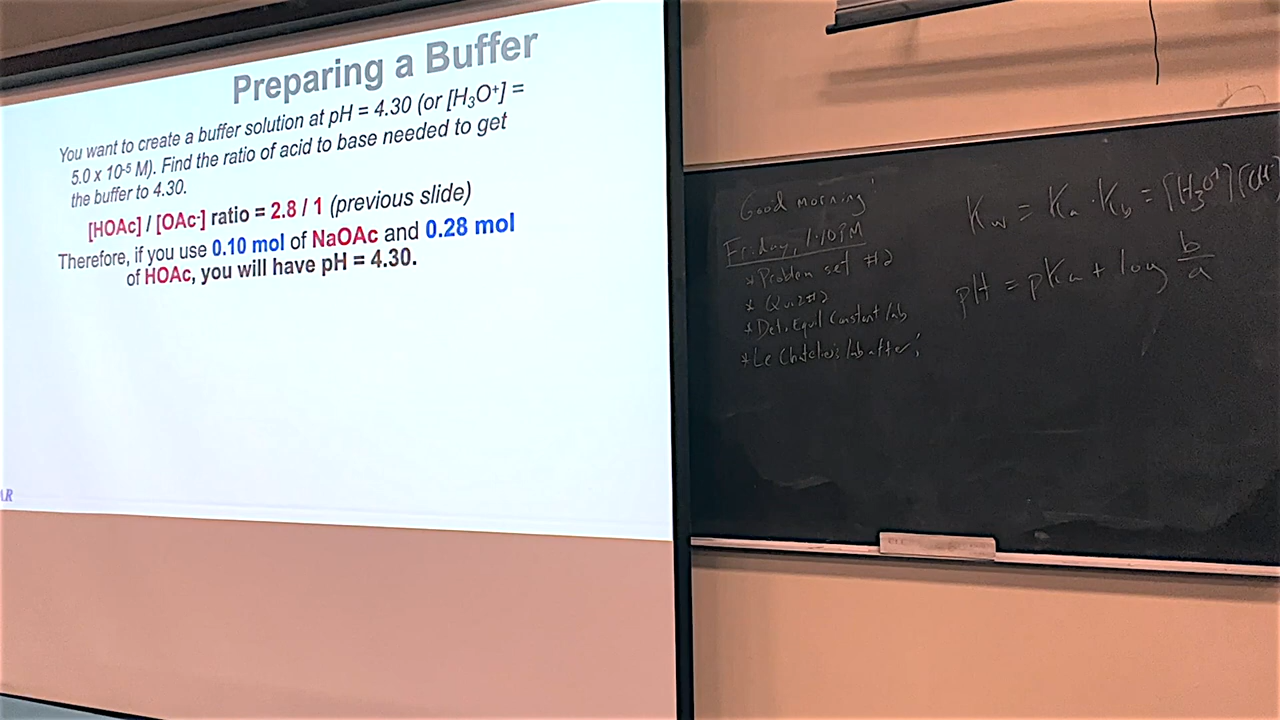 Preparing a Buffer
You want to create a buffer solution at pH = 4.30 (or [H₃O⁺] =
5.0 x 10⁻⁵ M). Find the ratio of acid to base needed to get
the buffer to 4.30.
[HOAc] / [OAc⁻] ratio = 2.8 / 1 (previous slide)
Therefore, if you use 0.10 mol of NaOAc and 0.28 mol
of HOAc, you will have pH = 4.30.
AR
Good morning!
Friday, 1:10PM
* Problem set #2
* Quiz #2
* Det. Equil Constant lab
* Le lab after!
Kw = Ka · Kb = [H₃O⁺][OH⁻]
pH = pKa + log b/a